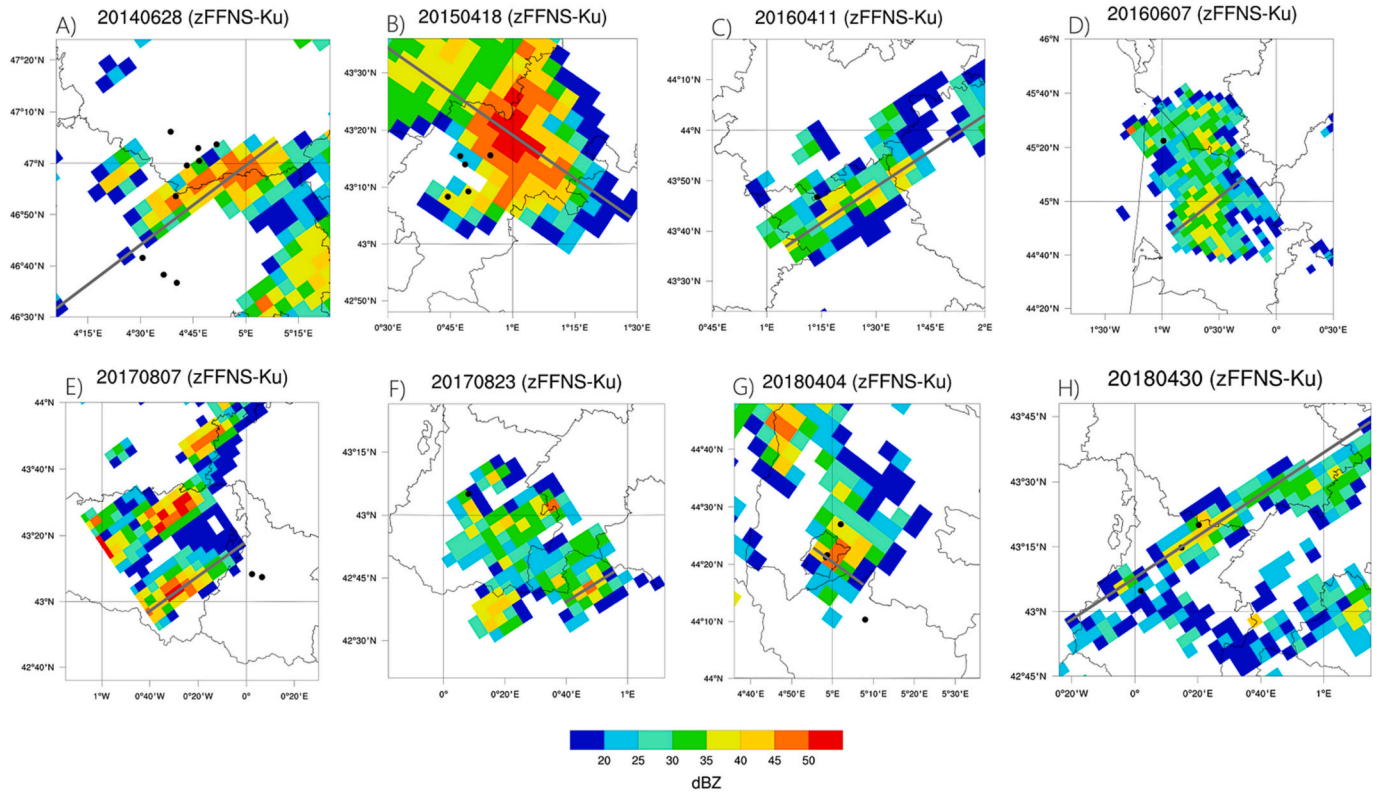 A) 20140628 (zFFNS-Ku)
47°20'N
47°10'N
47°N
46°50'N
46°40'N
46°30'N
4°15'E 4°30'E 4°45'E 5°E 5°15'E
B) 20150418 (zFFNS-Ku)
43°30'N
43°20'N
43°10'N
43°N
42°50'N
0°30'E 0°45'E 1°E 1°15'E 1°30'E
C) 20160411 (zFFNS-Ku)
44°10'N
44°N
43°50'N
43°40'N
43°30'N
0°45'E 1°E 1°15'E 1°30'E 1°45'E 2°E
D) 20160607 (zFFNS-Ku)
46°N
45°40'N
45°20'N
45°N
44°40'N
44°20'N
1°30'W 1°W 0°30'W 0° 0°30'E
E) 20170807 (zFFNS-Ku)
44°N
43°40'N
43°20'N
43°N
42°40'N
1°W 0°40'W 0°20'W 0° 0°20'E
F) 20170823 (zFFNS-Ku)
43°15'N
43°N
42°45'N
42°30'N
0° 0°20'E 0°40'E 1°E
G) 20180404 (zFFNS-Ku)
44°40'N
44°30'N
44°20'N
44°10'N
44°N
4°40'E 4°50'E 5°E 5°10'E 5°20'E 5°30'E
H) 20180430 (zFFNS-Ku)
43°45'N
43°30'N
43°15'N
43°N
42°45'N
0°20'W 0° 0°20'E 0°40'E 1°E
20 25 30 35 40 45 50
dBZ